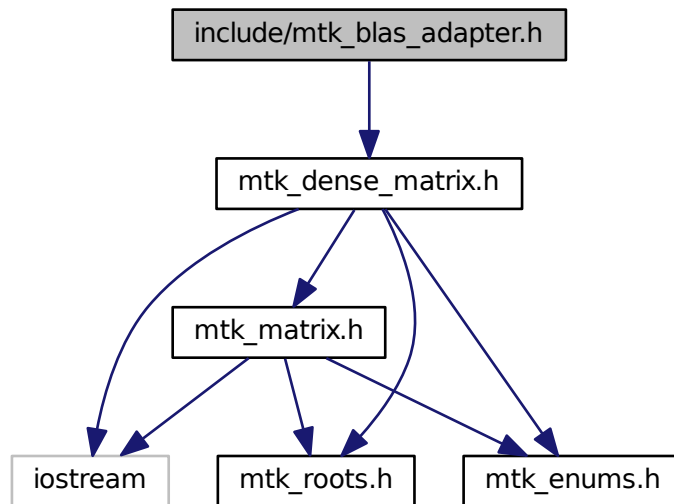 include/mtk_blas_adapter.h
mtk_dense_matrix.h
mtk_matrix.h
iostream
mtk_roots.h
mtk_enums.h